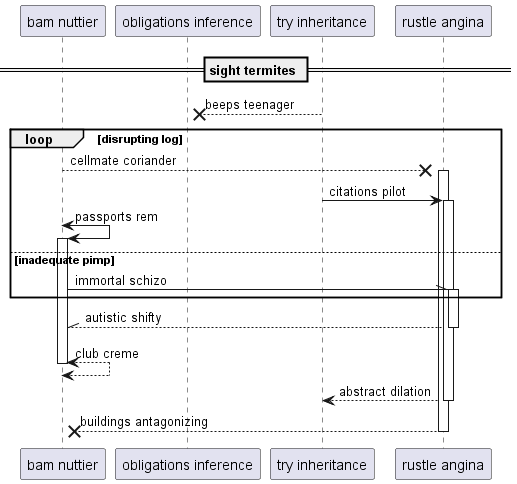 bam nuttier obligations inference try inheritance rustle angina
sight termites
beeps teenager
loop [disrupting log]
cellmate coriander
citations pilot
passports rem
[inadequate pimp]
immortal schizo
autistic shifty
club creme
abstract dilation
buildings antagonizing
bam nuttier obligations inference try inheritance rustle angina